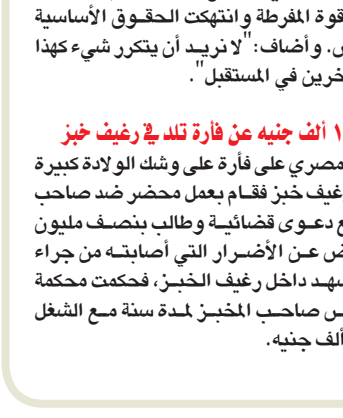 قوة المفرطة وانتهكت الحقوق الأساسية
س. وأضاف: "لا نريد أن يتكرر شيء كهذا
خرين في المستقبل".
١ ألف جنيه عن فأرة تلد في رغيف خبز
مصري على فأرة على وشك الولادة كبيرة
رغيف خبز فقام بعمل محضر ضد صاحب
ع دعوى قضائية وطالب بنصف مليون
ض عن الأضرار التي أصابته من جراء
شهد داخل رغيف الخبز، فحكمت محكمة
س صاحب المخبز لمدة سنة مع الشغل
ألف جنيه.